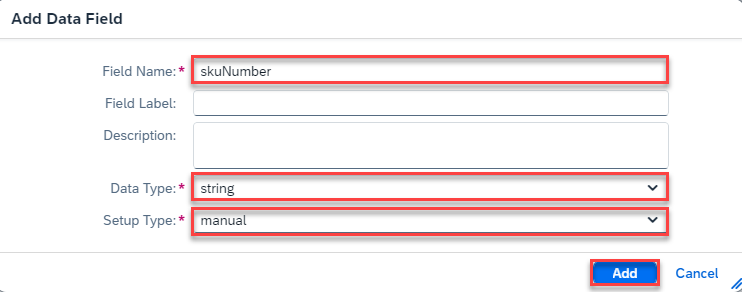 Add Data Field
Field Name:* skuNumber
Field Label:
Description:
Data Type:* string
Setup Type:* manual
Add Cancel